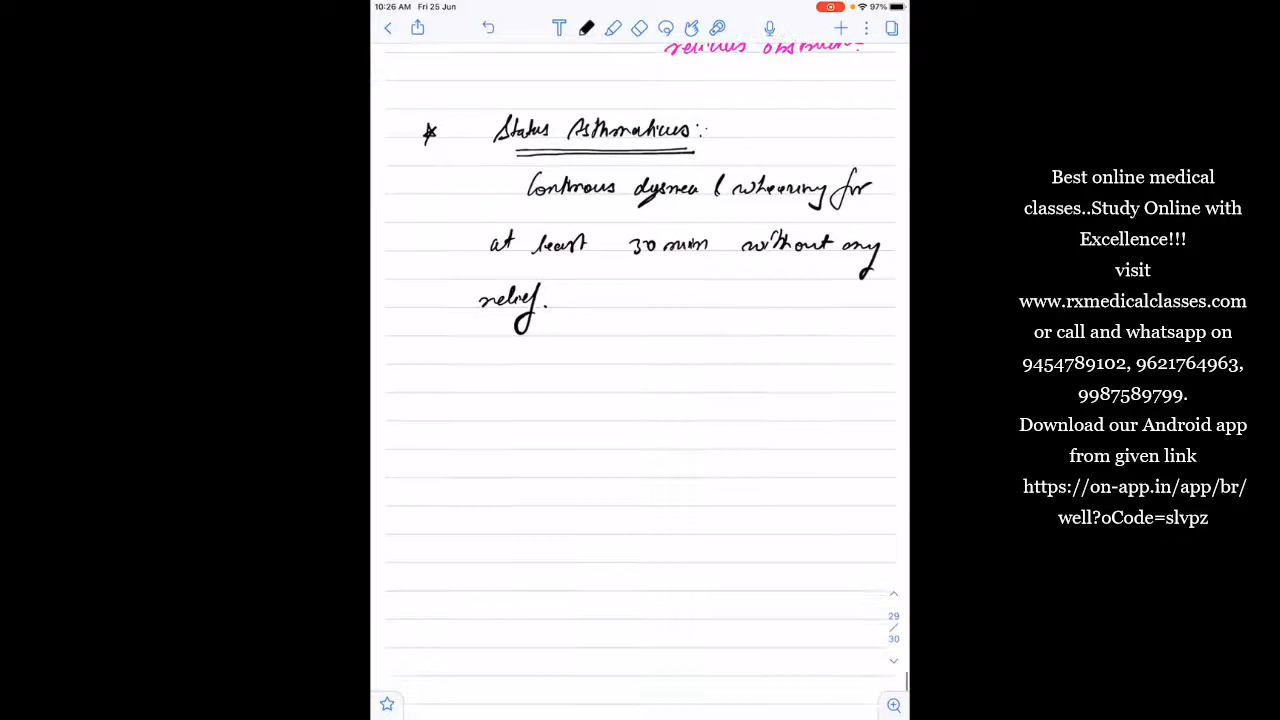 10:26 AM Fri 25 Jun
97%
Status Asthmaticus:
Continous dysnea & wheezing for
at least 30 min without any
relief.
29
30
Best online medical
classes..Study Online with
Excellence!!!
visit
www.rxmedicalclasses.com
or call and whatsapp on
9454789102, 9621764963,
9987589799.
Download our Android app
from given link
https://on-app.in/app/br/
well?oCode=slvpz